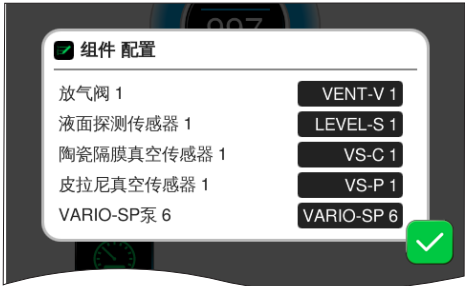 组件 配置
放气阀 1
VENT-V 1
液面探测传感器 1
LEVEL-S 1
陶瓷隔膜真空传感器 1
VS-C 1
皮拉尼真空传感器 1
VS-P 1
VARIO-SP泵 6
VARIO-SP 6